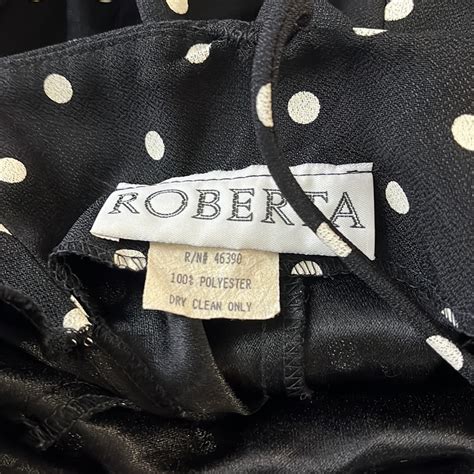 ROBERTA
R/N# 46390
100% POLYESTER
DRY CLEAN ONLY